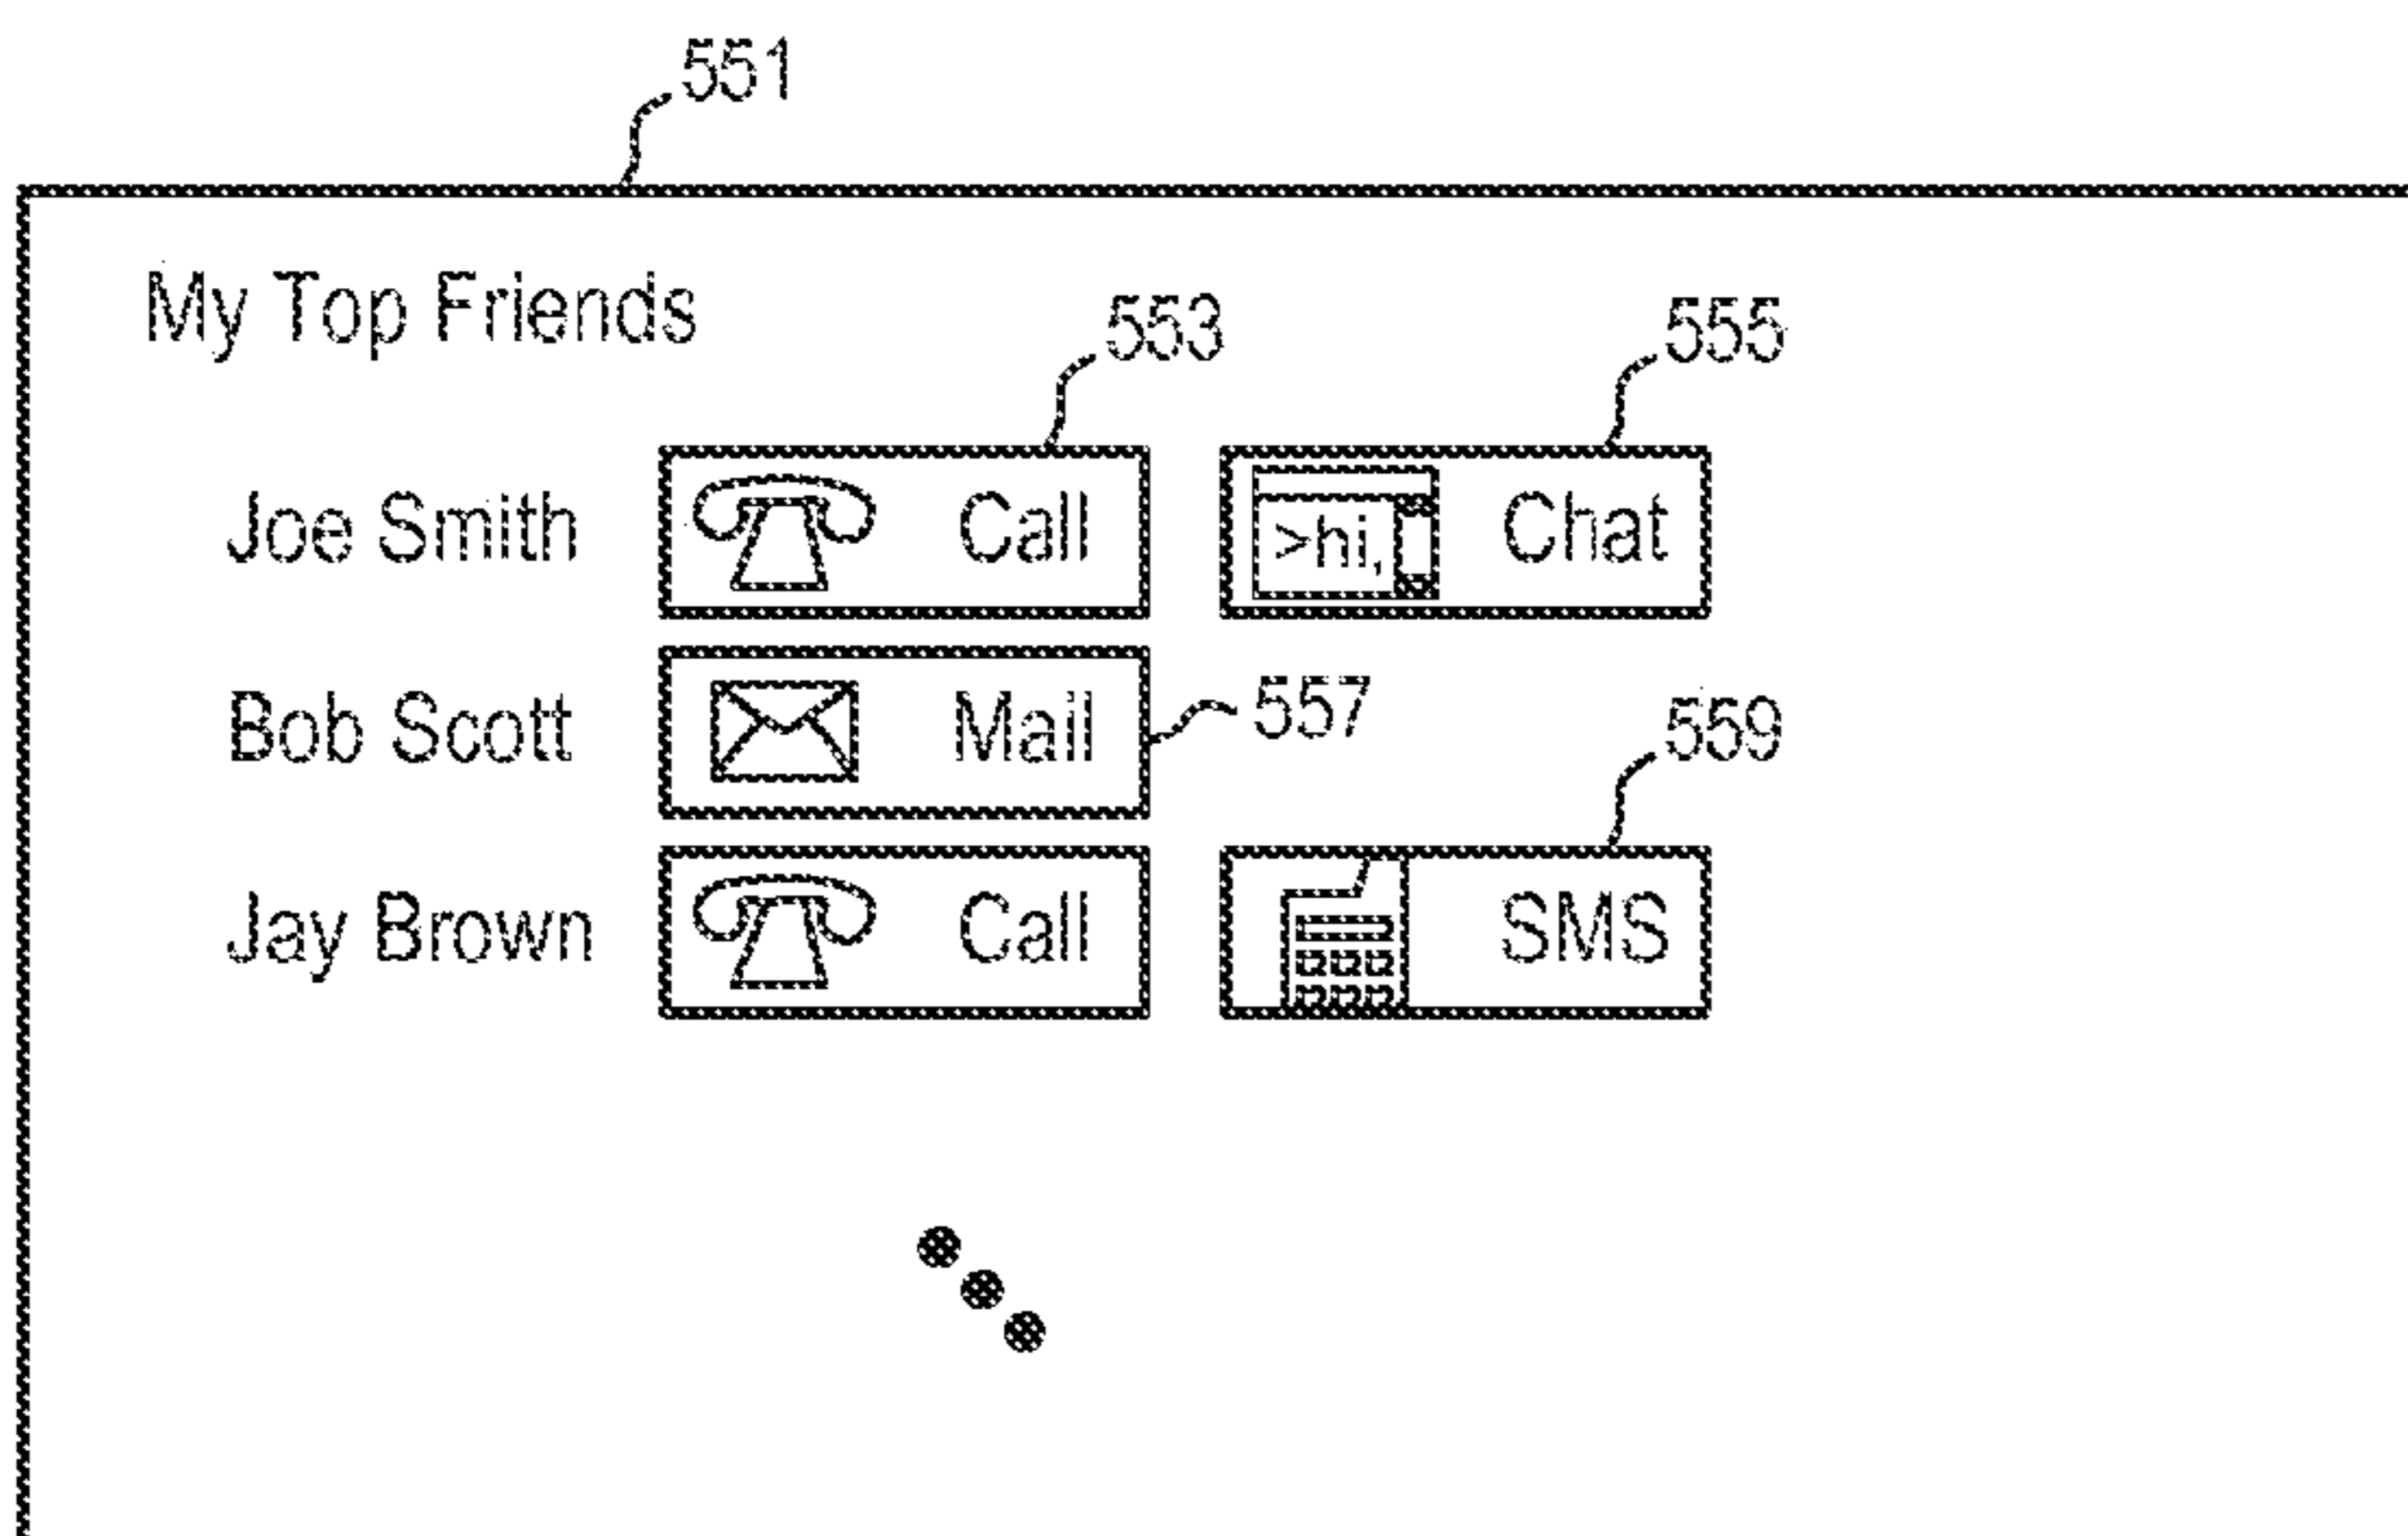 551
My Top Friends
553
555
Joe Smith
Call
>hi,
Chat
Bob Scott
Mail
557
559
Jay Brown
Call
SMS